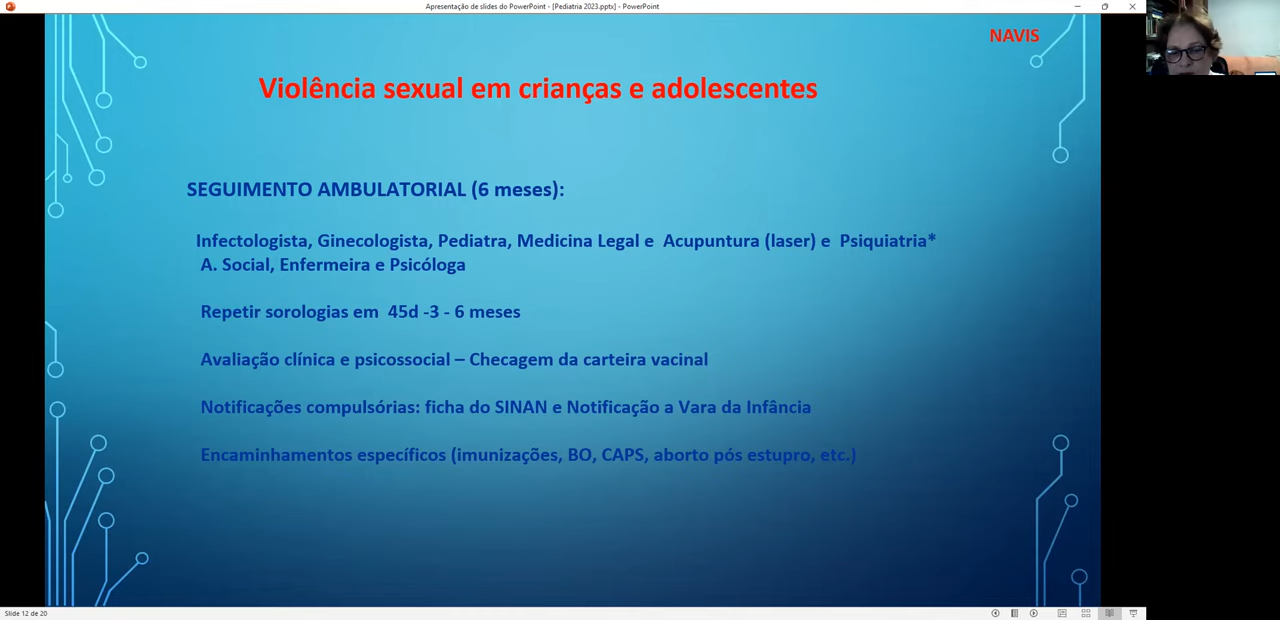 Apresentação de slides do PowerPoint - [Pediatria 2023.pptx] - PowerPoint
NAVIS
Violência sexual em crianças e adolescentes
SEGUIMENTO AMBULATORIAL (6 meses):
Infectologista, Ginecologista, Pediatra, Medicina Legal e Acupuntura (laser) e Psiquiatria*
A. Social, Enfermeira e Psicóloga
Repetir sorologias em 45d -3 - 6 meses
Avaliação clínica e psicossocial – Checagem da carteira vacinal
Notificações compulsórias: ficha do SINAN e Notificação a Vara da Infância
Encaminhamentos específicos (imunizações, BO, CAPS, aborto pós estupro, etc.)
Slide 12 de 20